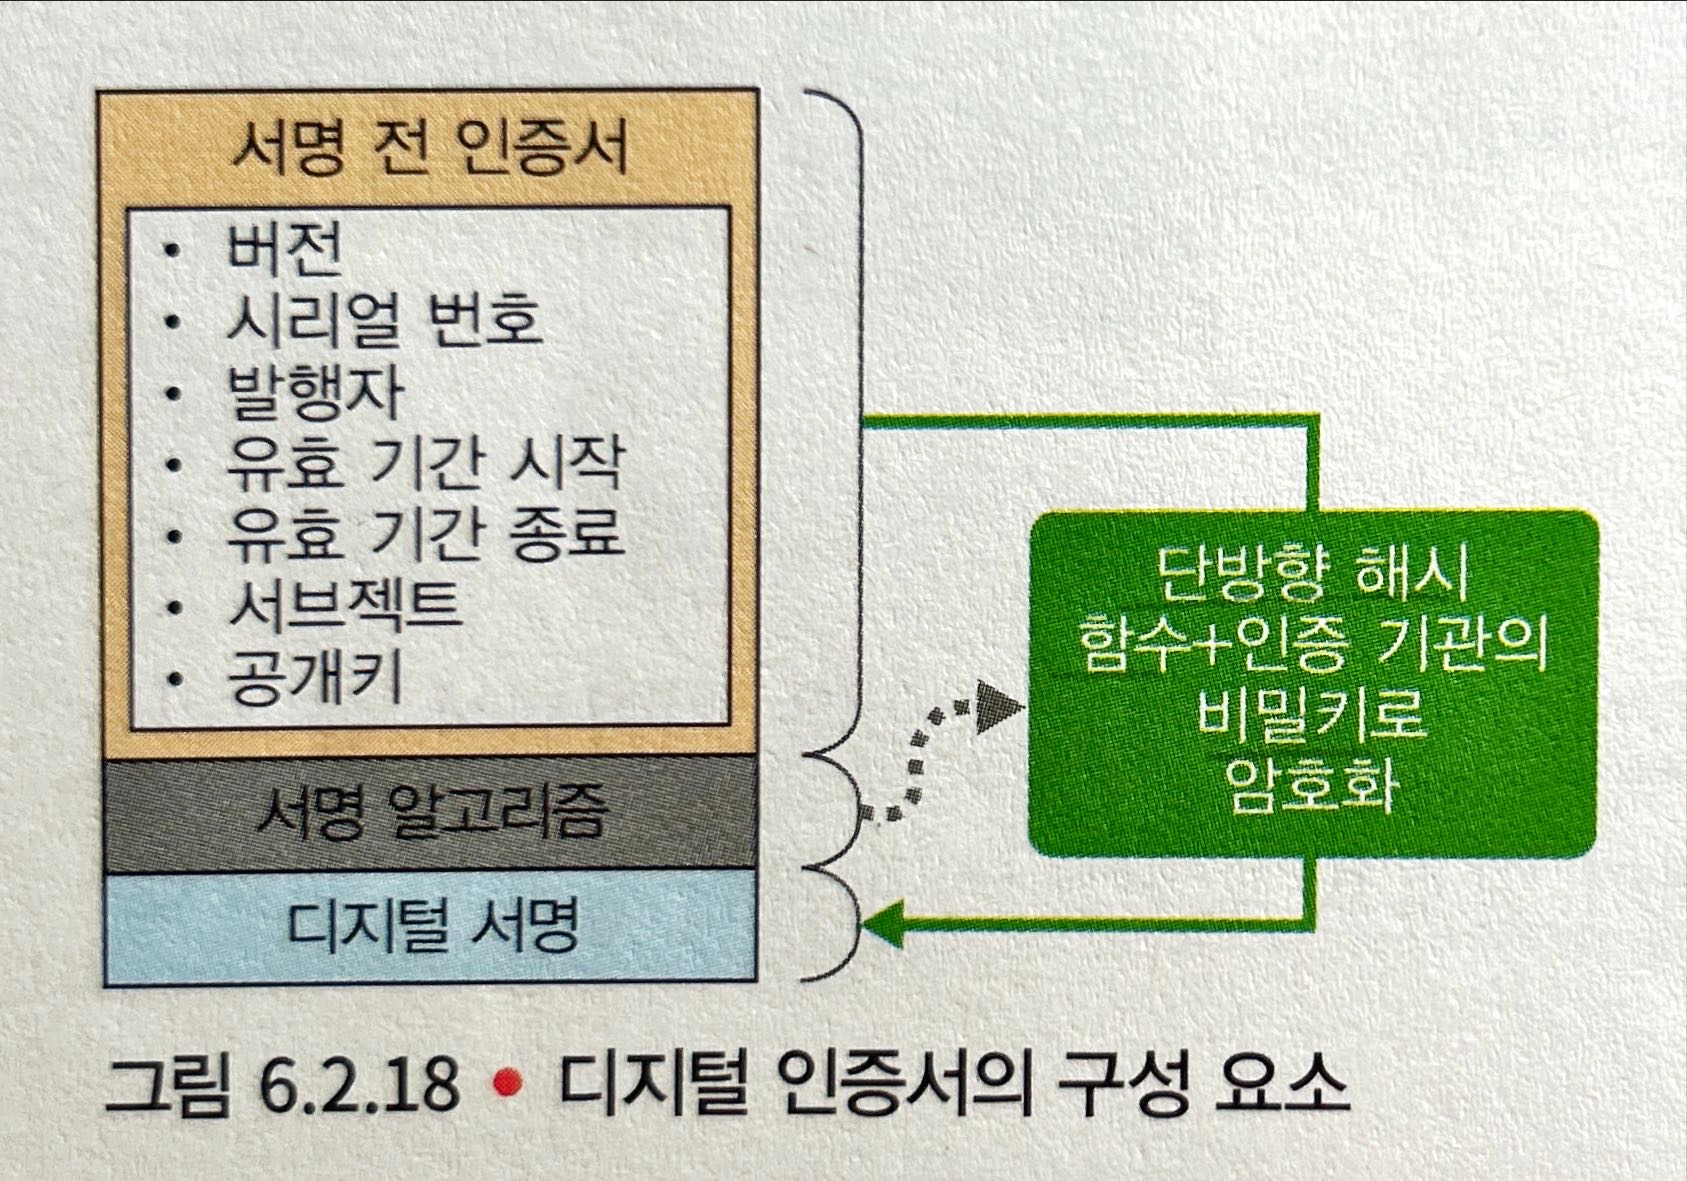 서명 전 인증서
• 버전
• 시리얼 번호
• 발행자
• 유효 기간 시작
• 유효 기간 종료
• 서브젝트
• 공개키
서명 알고리즘
디지털 서명
단방향 해시
함수+인증 기관의
비밀키로
암호화
그림 6.2.18 • 디지털 인증서의 구성 요소